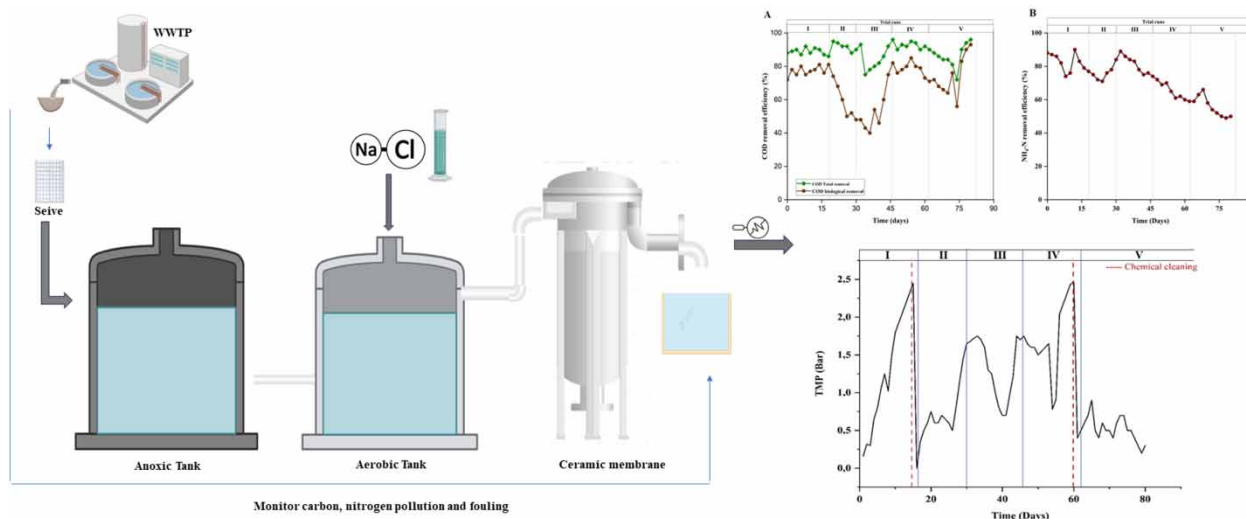 WWTP
Seive
Na
Cl
Anoxic Tank
Aerobic Tank
Ceramic membrane
Monitor carbon, nitrogen pollution and fouling
A
Trial runs
I II III IV V
COD removal efficiency (%)
100
80
60
40
20
0
COD Total removal
COD biological removal
0 15 30 45 60 75 90
Time (days)
B
Trial runs
I II III IV V
NH₄-N removal efficiency (%)
100
80
60
40
20
0
0 15 30 45 60 75
Time (Days)
I II III IV V
Chemical cleaning
TMP (Bar)
2,5
2,0
1,5
1,0
0,5
0,0
0 20 40 60 80
Time (Days)